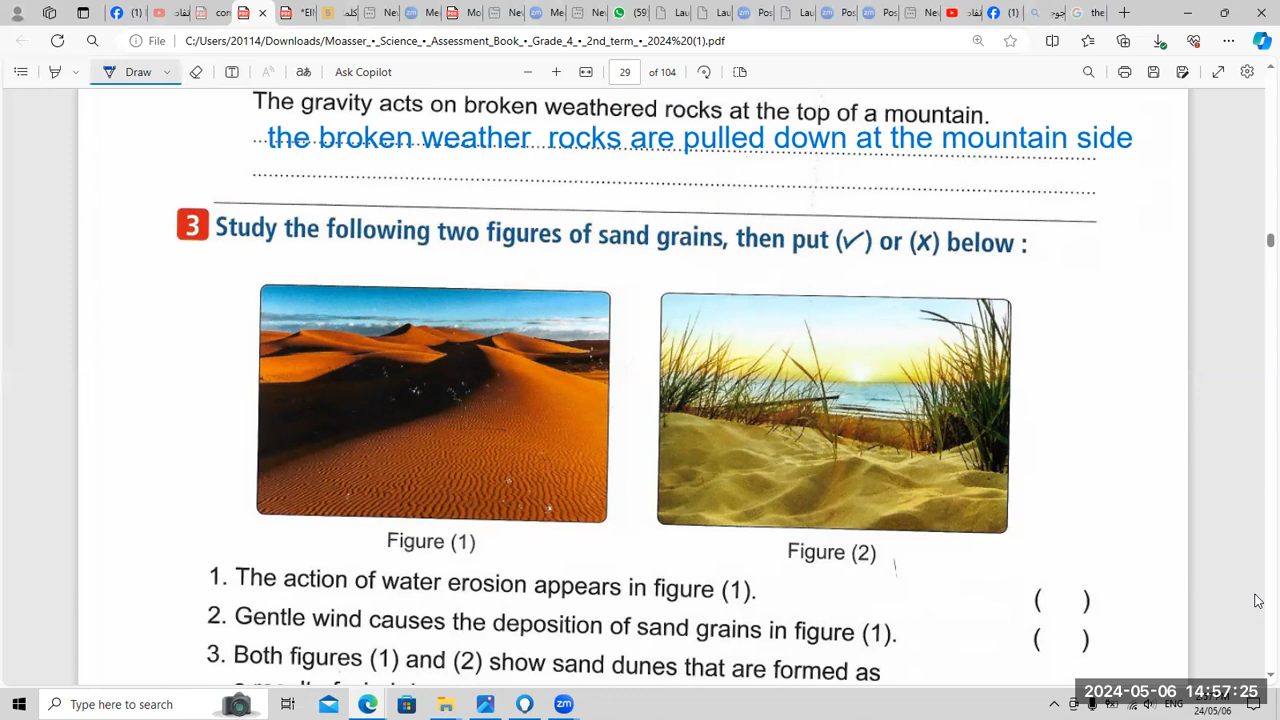 File
C:/Users/20114/Downloads/Moasser_•_Science_•_Assessment_Book_•_Grade_4_•_2nd_term_•_2024%20(1).pdf
Draw
Ask Copilot
29
of 104
The gravity acts on broken weathered rocks at the top of a mountain.
the broken weather rocks are pulled down at the mountain side
3 Study the following two figures of sand grains, then put (✓) or (x) below :
Figure (1)
Figure (2)
1. The action of water erosion appears in figure (1). ( )
2. Gentle wind causes the deposition of sand grains in figure (1). ( )
3. Both figures (1) and (2) show sand dunes that are formed as
Type here to search
ENG
2024-05-06 14:57:25
24/05/06